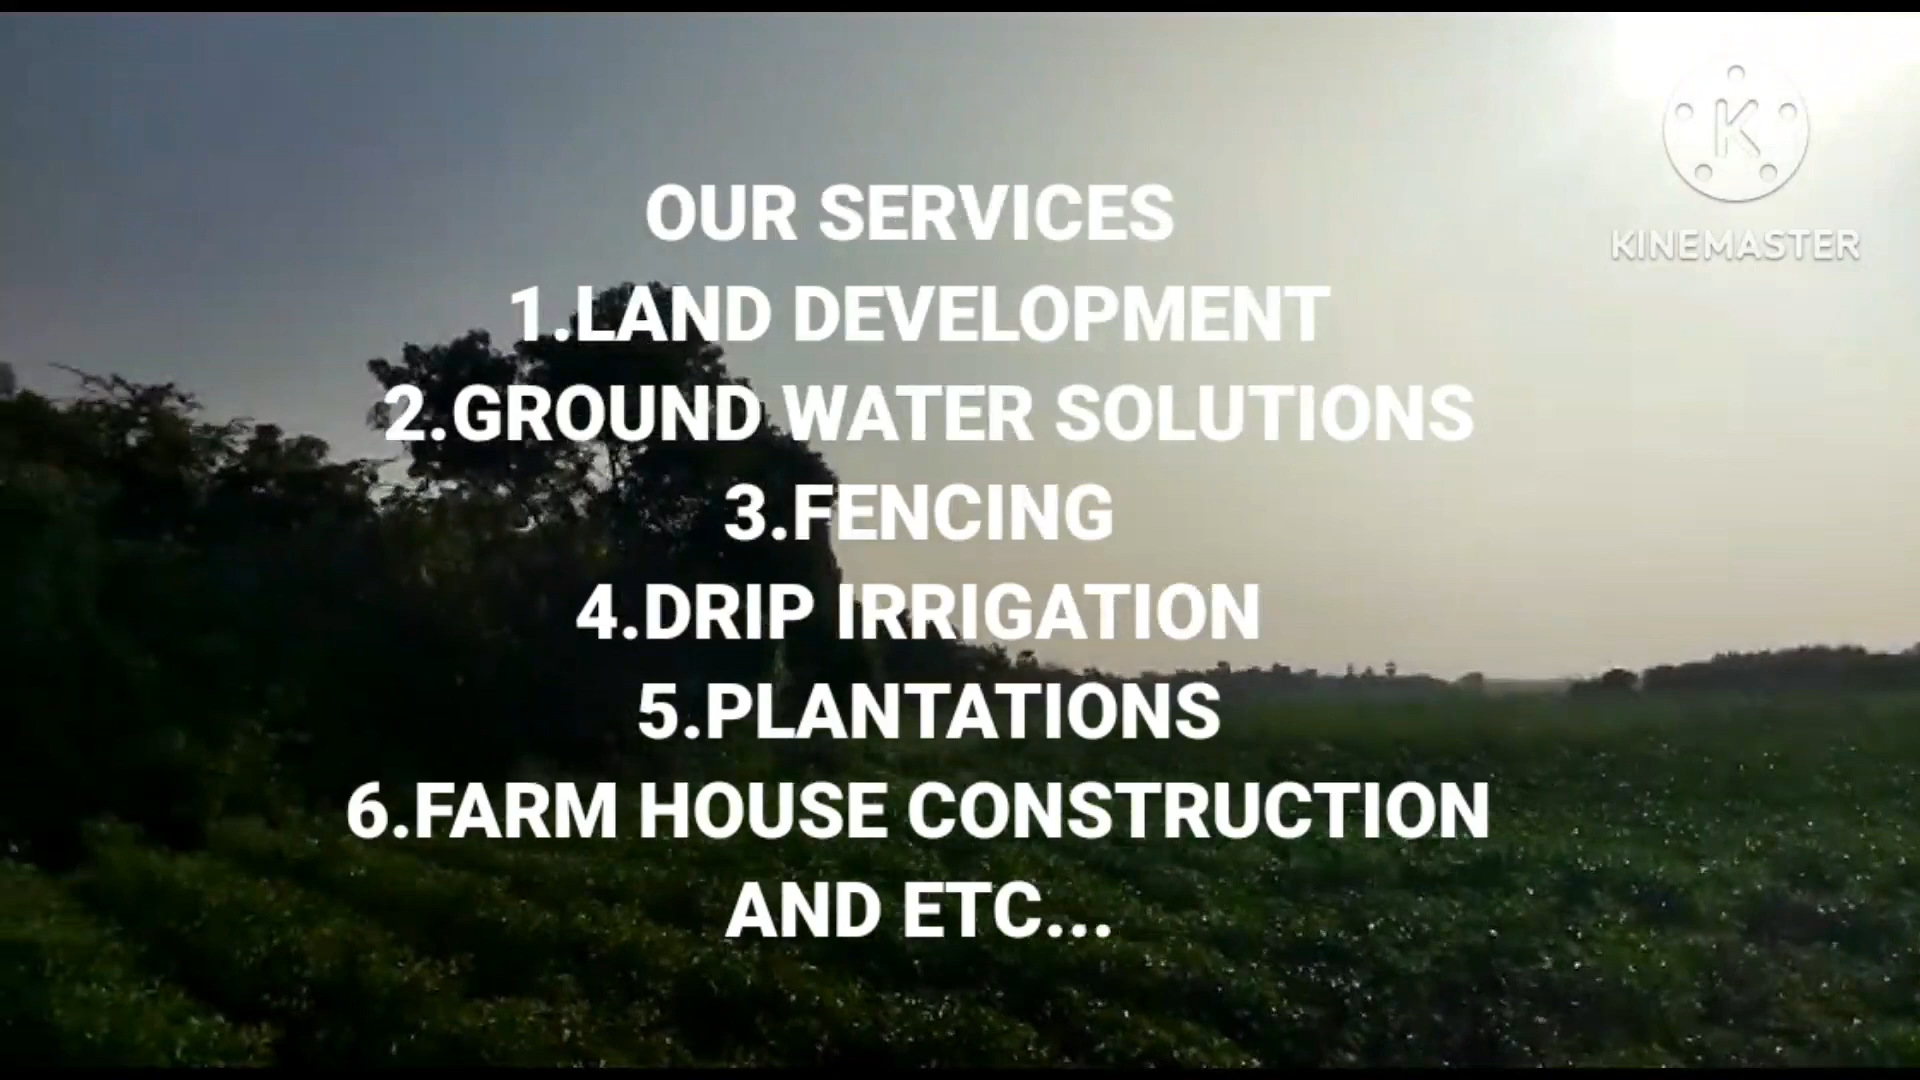 OUR SERVICES
1.LAND DEVELOPMENT
2.GROUND WATER SOLUTIONS
3.FENCING
4.DRIP IRRIGATION
5.PLANTATIONS
6.FARM HOUSE CONSTRUCTION
AND ETC...
K
KINEMASTER